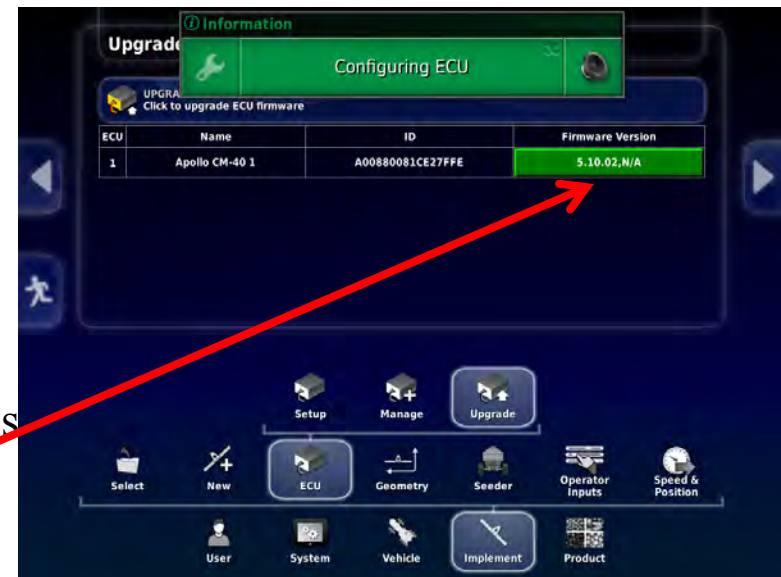 Information
Upgrade
Configuring ECU
UPGRA
Click to upgrade ECU firmware
ECU Name ID Firmware Version
1 Apollo CM-40 1 A00880081CE27FFE 5.10.02,N/A
Setup Manage Upgrade
s
Select New ECU Geometry Seeder Operator Inputs Speed & Position
User System Vehicle Implement Product